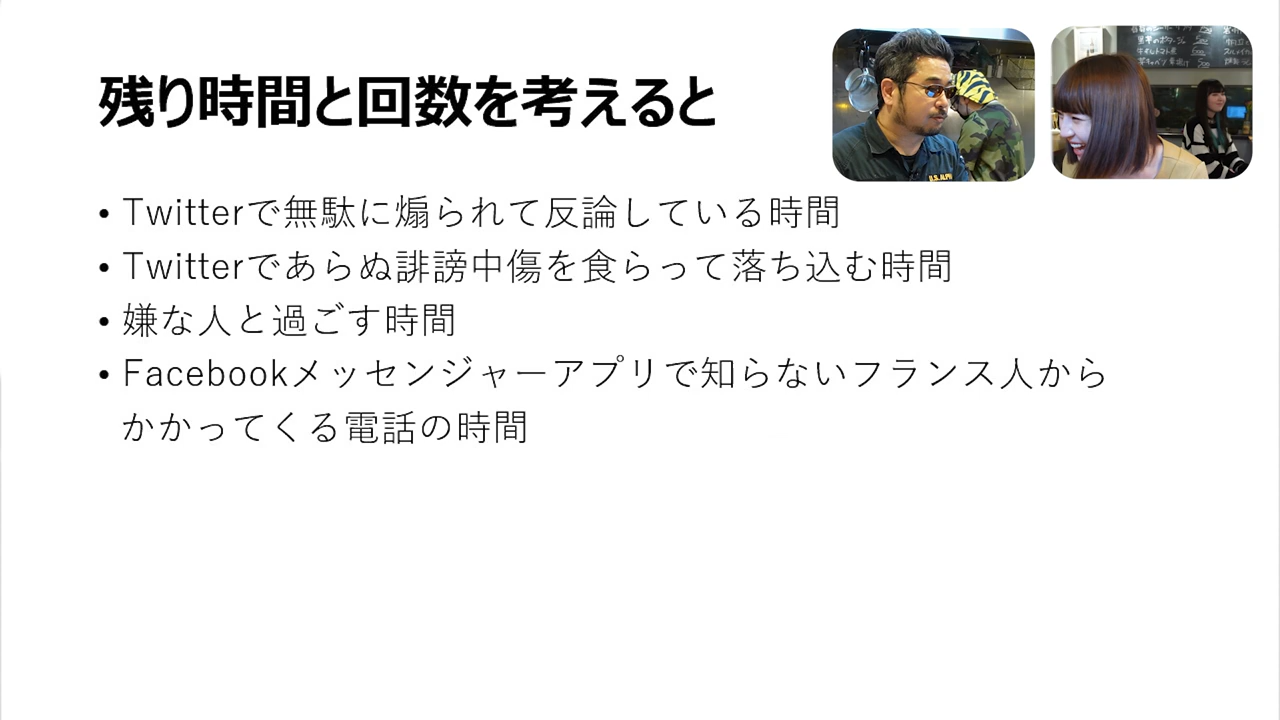 残り時間と回数を考えると
• Twitterで無駄に煽られて反論している時間
• Twitterであらぬ誹謗中傷を食らって落ち込む時間
• 嫌な人と過ごす時間
• Facebookメッセンジャーアプリで知らないフランス人から
かかってくる電話の時間